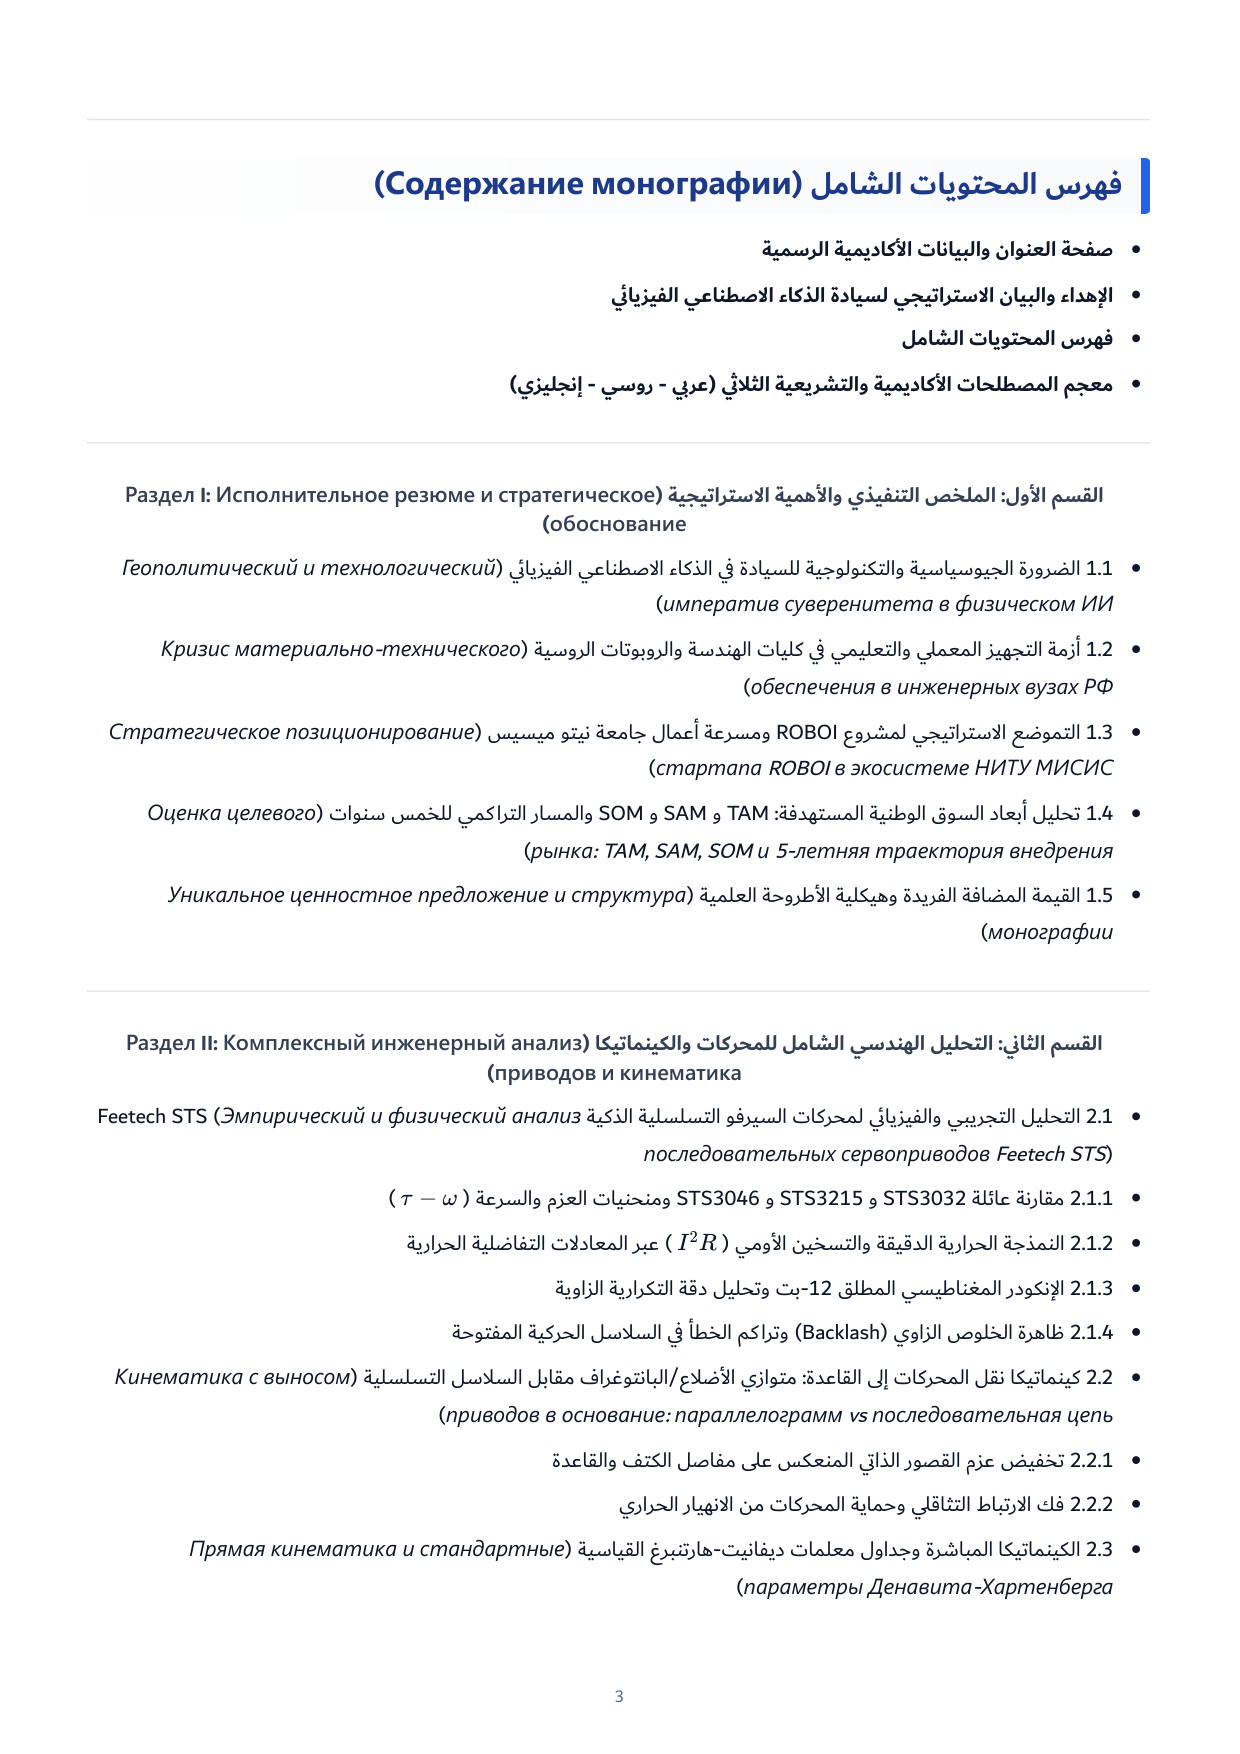 فهرس المحتويات الشامل (Содержание монографии)
• صفحة العنوان والبيانات الأكاديمية الرسمية
• الإهداء والبيان الاستراتيجي لسيادة الذكاء الاصطناعي الفيزيائي
• فهرس المحتويات الشامل
• معجم المصطلحات الأكاديمية والتشريعية الثلاثي (عربي - روسي - إنجليزي)
القسم الأول: الملخص التنفيذي والأهمية الاستراتيجية (Раздел I: Исполнительное резюме и стратегическое
обоснование)
• 1.1 الضرورة الجيوسياسية والتكنولوجية للسيادة في الذكاء الاصطناعي الفيزيائي (Геополитический и технологический
императив суверенитета в физическом ИИ)
• 1.2 أزمة التجهيز المعملي والتعليمي في كليات الهندسة والروبوتات الروسية (Кризис материально-технического
обеспечения в инженерных вузах РФ)
• 1.3 التموضع الاستراتيجي لمشروع ROBOI ومسرعة أعمال جامعة نيتو ميسيس (Стратегическое позиционирование
стартапа ROBOI в экосистеме НИТУ МИСИС)
• 1.4 تحليل أبعاد السوق الوطنية المستهدفة: TAM و SAM و SOM والمسار التراكمي للخمس سنوات (Оценка целевого
рынка: TAM, SAM, SOM и 5-летняя траектория внедрения)
• 1.5 القيمة المضافة الفريدة وهيكلية الأطروحة العلمية (Уникальное ценностное предложение и структура
монографии)
القسم الثاني: التحليل الهندسي الشامل للمحركات والكينماتيكا (Раздел II: Комплексный инженерный анализ
приводов и кинематика)
• 2.1 التحليل التجريبي والفيزيائي لمحركات السيرفو التسلسلية الذكية Feetech STS (Эмпирический и физический анализ
последовательных сервоприводов Feetech STS)
• 2.1.1 مقارنة عائلة STS3032 و STS3215 و STS3046 ومنحنيات العزم والسرعة ( τ − ω )
• 2.1.2 النمذجة الحرارية الدقيقة والتسخين الأومي ( I²R ) عبر المعادلات التفاضلية الحرارية
• 2.1.3 الإنكودر المغناطيسي المطلق 12-بت وتحليل دقة التكرارية الزاوية
• 2.1.4 ظاهرة الخلوص الزاوي (Backlash) وتراكم الخطأ في السلاسل الحركية المفتوحة
• 2.2 كينماتيكا نقل المحركات إلى القاعدة: متوازي الأضلاع/البانتوغراف مقابل السلاسل التسلسلية (Кинематика с выносом
приводов в основание: параллелограмм vs последовательная цепь)
• 2.2.1 تخفيض عزم القصور الذاتي المنعكس على مفاصل الكتف والقاعدة
• 2.2.2 فك الارتباط التثاقلي وحماية المحركات من الانهيار الحراري
• 2.3 الكينماتيكا المباشرة وجداول معلمات ديفانيت-هارتنبرغ القياسية (Прямая кинематика и стандартные
параметры Денавита-Хартенберга)
3